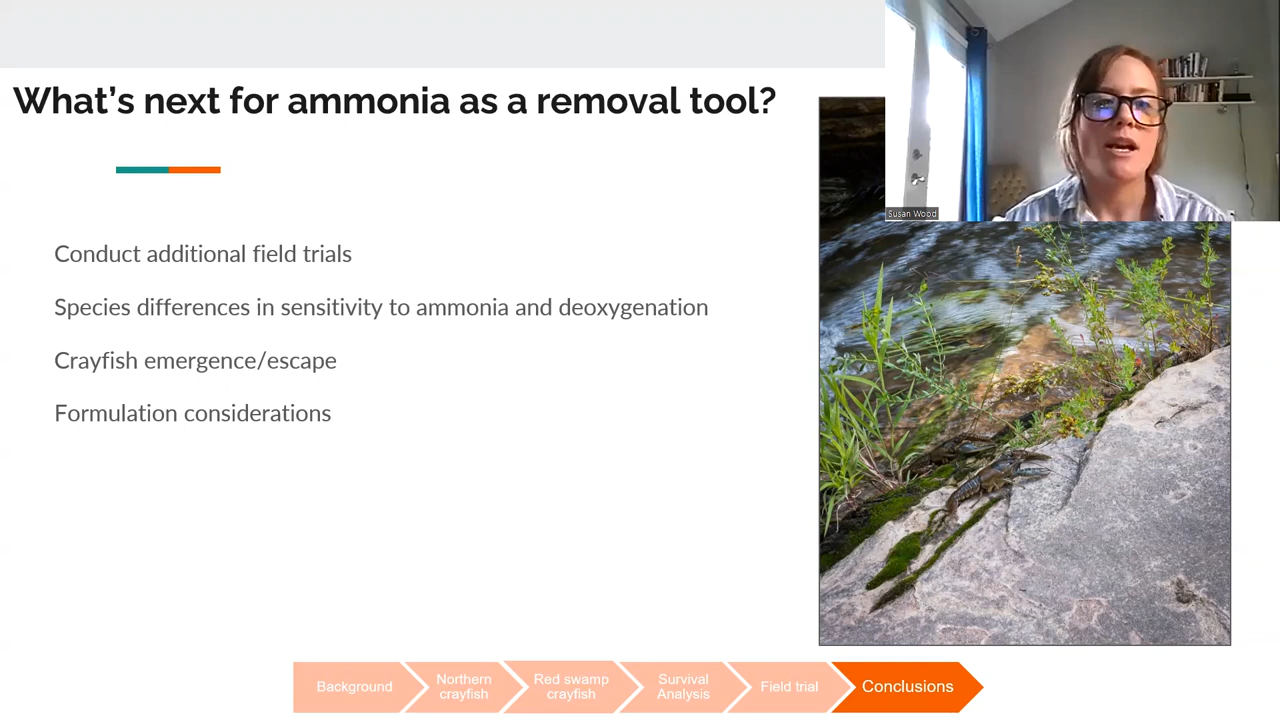 What's next for ammonia as a removal tool?
Susan Wood
Conduct additional field trials
Species differences in sensitivity to ammonia and deoxygenation
Crayfish emergence/escape
Formulation considerations
Background
Northern
crayfish
Red swamp
crayfish
Survival
Analysis
Field trial
Conclusions